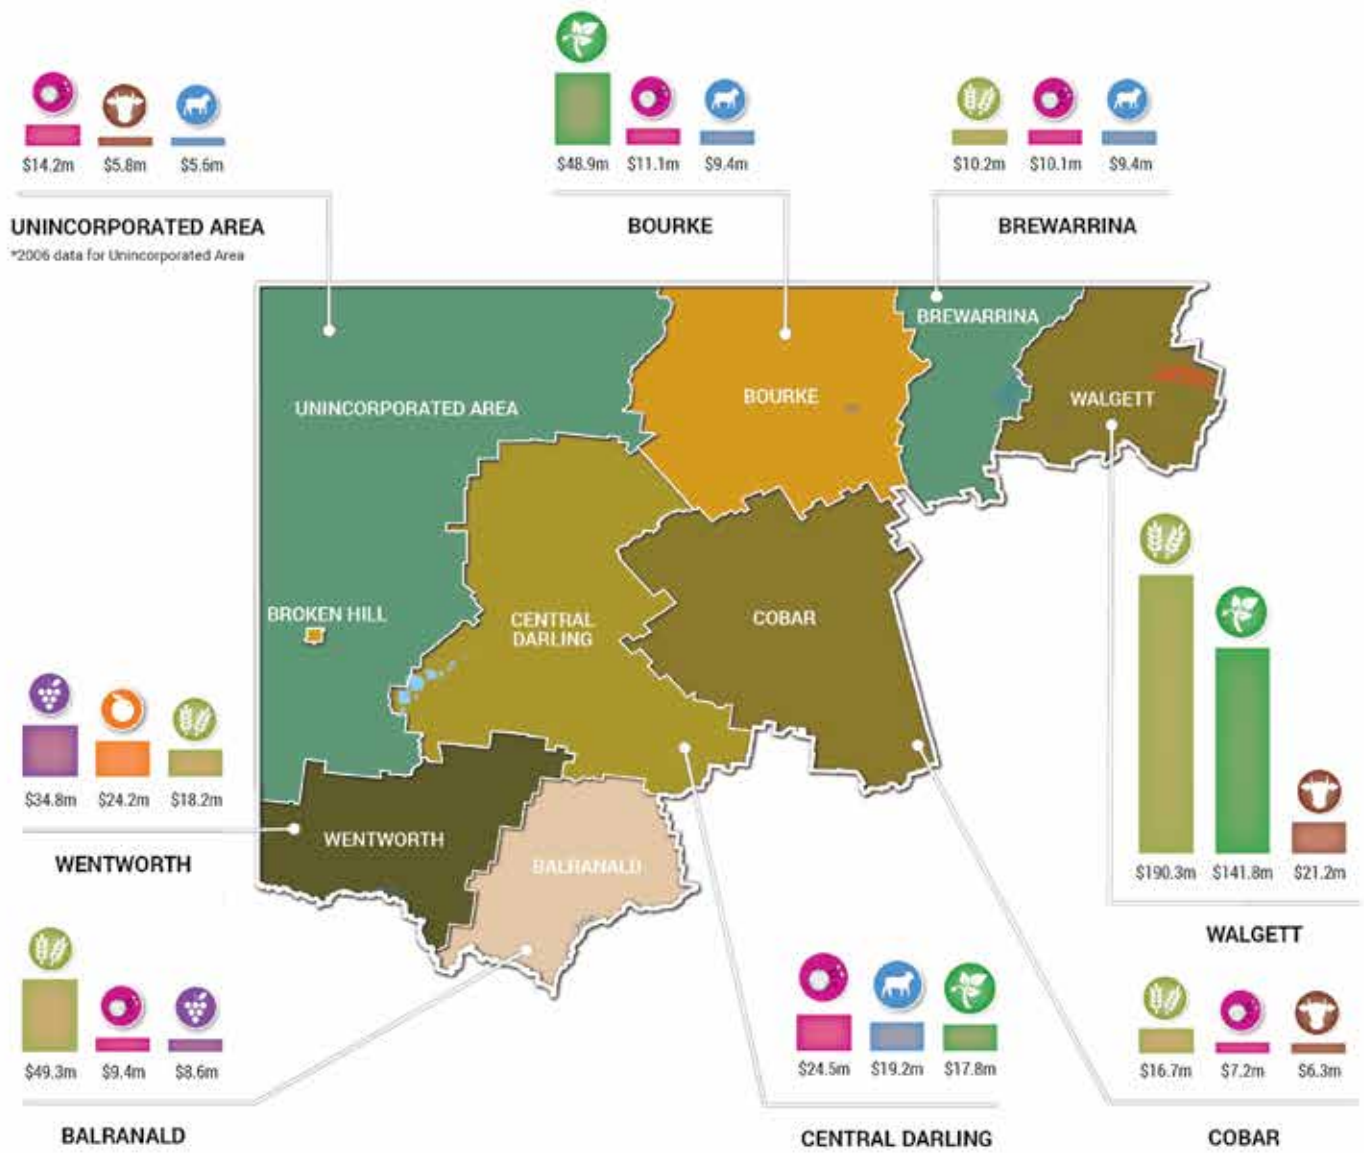 $14.2m $5.8m $5.6m
UNINCORPORATED AREA
*2006 data for Unincorporated Area
$48.9m $11.1m $9.4m
BOURKE
$10.2m $10.1m $9.4m
BREWARRINA
BREWARRINA
UNINCORPORATED AREA
BOURKE
WALGETT
BROKEN HILL
CENTRAL
DARLING
COBAR
WENTWORTH
BALRANALD
$34.8m $24.2m $18.2m
WENTWORTH
$190.3m $141.8m $21.2m
WALGETT
$49.3m $9.4m $8.6m
BALRANALD
$24.5m $19.2m $17.8m
CENTRAL DARLING
$16.7m $7.2m $6.3m
COBAR